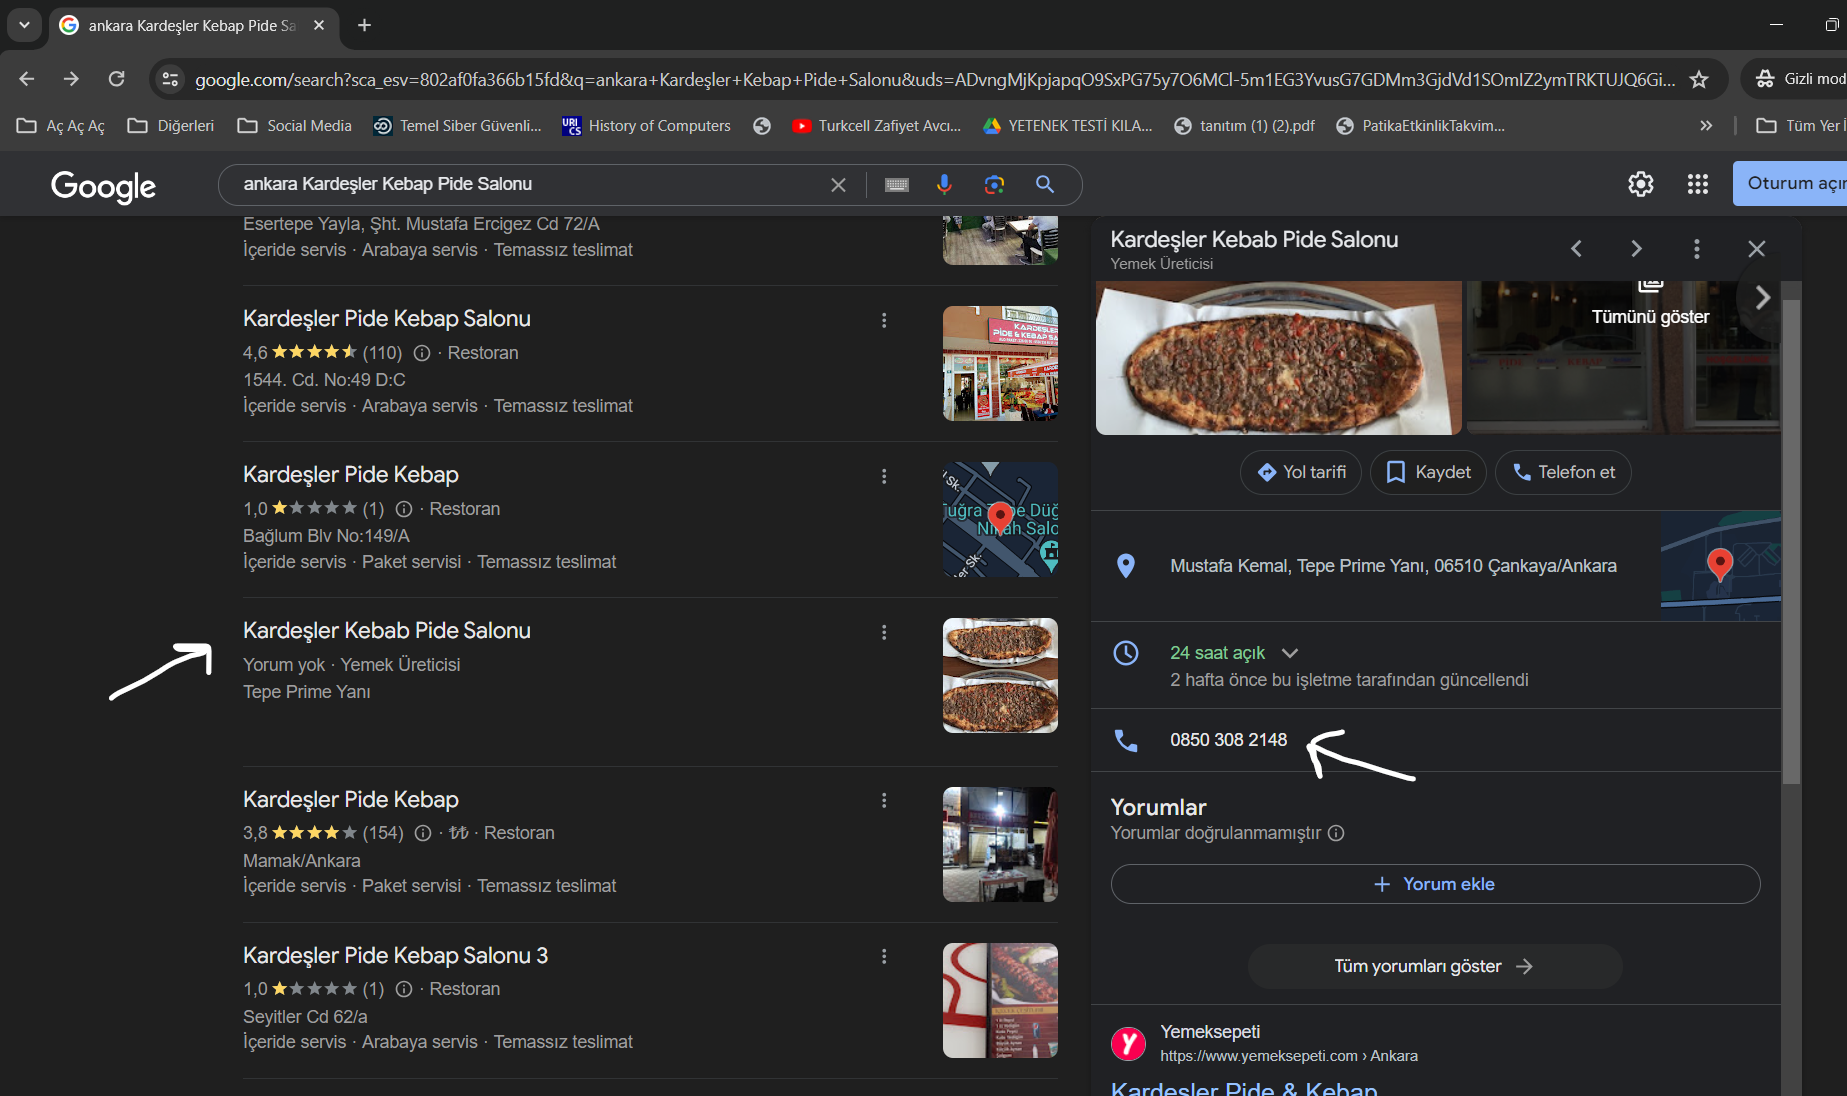 ankara Kardeşler Kebap Pide Sa
google.com/search?sca_esv=802af0fa366b15fd&q=ankara+Kardeşler+Kebap+Pide+Salonu&uds=ADvngMjKpjapqO9SxPG75y7O6MCl-5m1EG3YvusG7GDMm3GjdVd1SOmIZ2ymTRKTUJQ6Gi...
Gizli mod
Aç Aç Aç
Diğerleri
Social Media
Temel Siber Güvenli...
URI CS
History of Computers
Turkcell Zafiyet Avcı...
YETENEK TESTİ KILA...
tanıtım (1) (2).pdf
PatikaEtkinlikTakvim...
Tüm Yer İ
Google
ankara Kardeşler Kebap Pide Salonu
Oturum açın
Esertepe Yayla, Şht. Mustafa Ercigez Cd 72/A
İçeride servis · Arabaya servis · Temassız teslimat
Kardeşler Pide Kebap Salonu
4,6 (110) · Restoran
1544. Cd. No:49 D:C
İçeride servis · Arabaya servis · Temassız teslimat
KARDEŞLER
PİDE & KEBAP SA
Kardeşler Pide Kebap
1,0 (1) · Restoran
Bağlum Blv No:149/A
İçeride servis · Paket servisi · Temassız teslimat
Kardeşler Kebab Pide Salonu
Yorum yok · Yemek Üreticisi
Tepe Prime Yanı
Kardeşler Pide Kebap
3,8 (154) · ₺₺ · Restoran
Mamak/Ankara
İçeride servis · Paket servisi · Temassız teslimat
Kardeşler Pide Kebap Salonu 3
1,0 (1) · Restoran
Seyitler Cd 62/a
İçeride servis · Arabaya servis · Temassız teslimat
Kardeşler Kebab Pide Salonu
Yemek Üreticisi
Tümünü göster
Yol tarifi
Kaydet
Telefon et
Mustafa Kemal, Tepe Prime Yanı, 06510 Çankaya/Ankara
24 saat açık
2 hafta önce bu işletme tarafından güncellendi
0850 308 2148
Yorumlar
Yorumlar doğrulanmamıştır
+ Yorum ekle
Tüm yorumları göster
Yemeksepeti
https://www.yemeksepeti.com › Ankara
Kardeşler Pide & Kebap